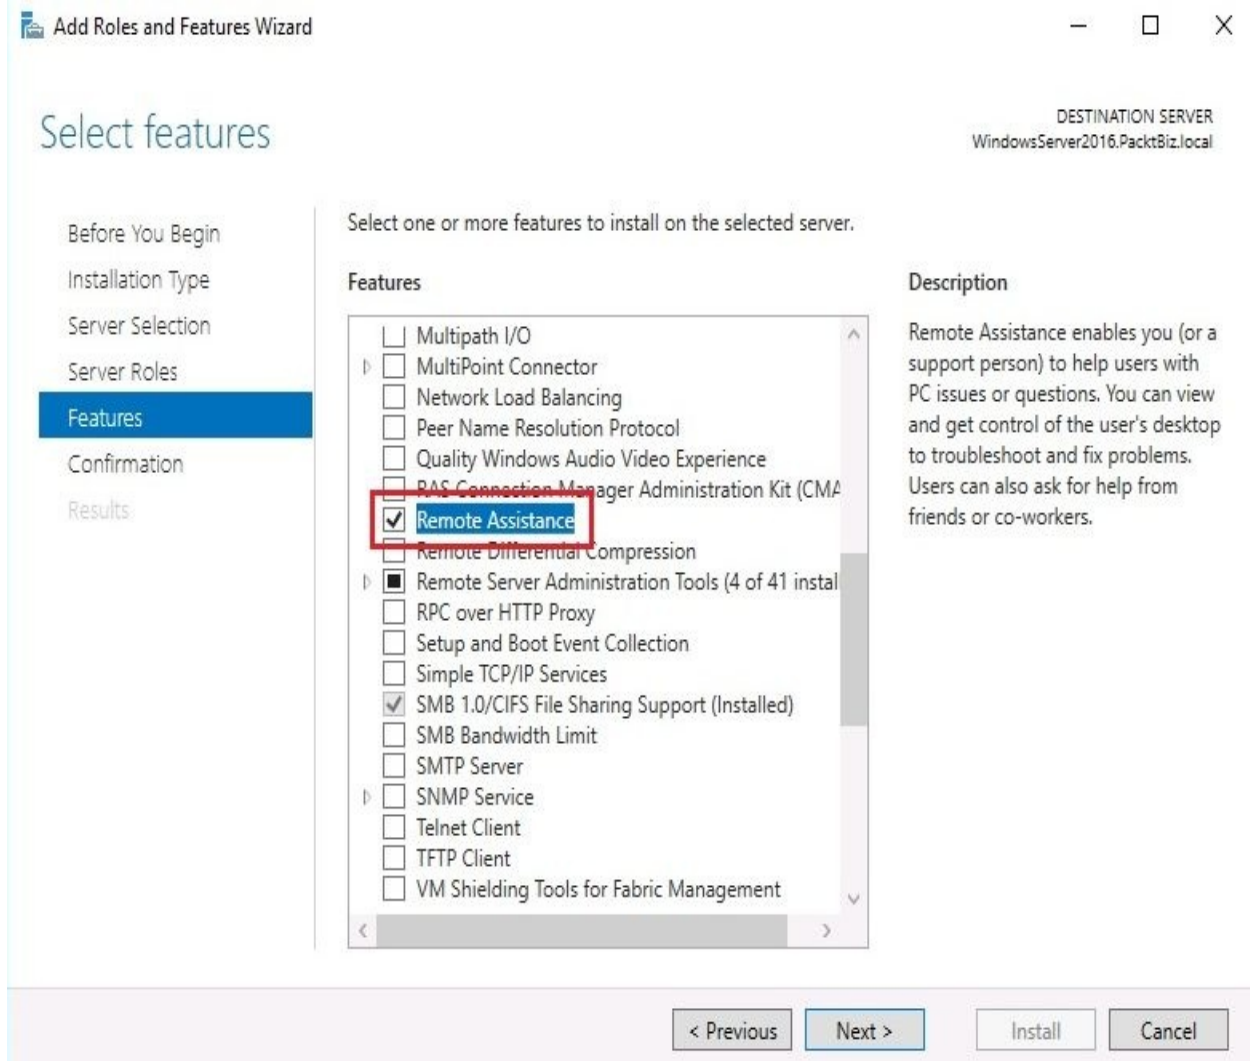 Add Roles and Features Wizard
Select features
DESTINATION SERVER
WindowsServer2016.PacktBiz.local
Before You Begin
Installation Type
Server Selection
Server Roles
Features
Confirmation
Results
Select one or more features to install on the selected server.
Features
Multipath I/O
MultiPoint Connector
Network Load Balancing
Peer Name Resolution Protocol
Quality Windows Audio Video Experience
RAS Connection Manager Administration Kit (CMA
Remote Assistance
Remote Differential Compression
Remote Server Administration Tools (4 of 41 instal
RPC over HTTP Proxy
Setup and Boot Event Collection
Simple TCP/IP Services
SMB 1.0/CIFS File Sharing Support (Installed)
SMB Bandwidth Limit
SMTP Server
SNMP Service
Telnet Client
TFTP Client
VM Shielding Tools for Fabric Management
Description
Remote Assistance enables you (or a
support person) to help users with
PC issues or questions. You can view
and get control of the user's desktop
to troubleshoot and fix problems.
Users can also ask for help from
friends or co-workers.
< Previous
Next >
Install
Cancel